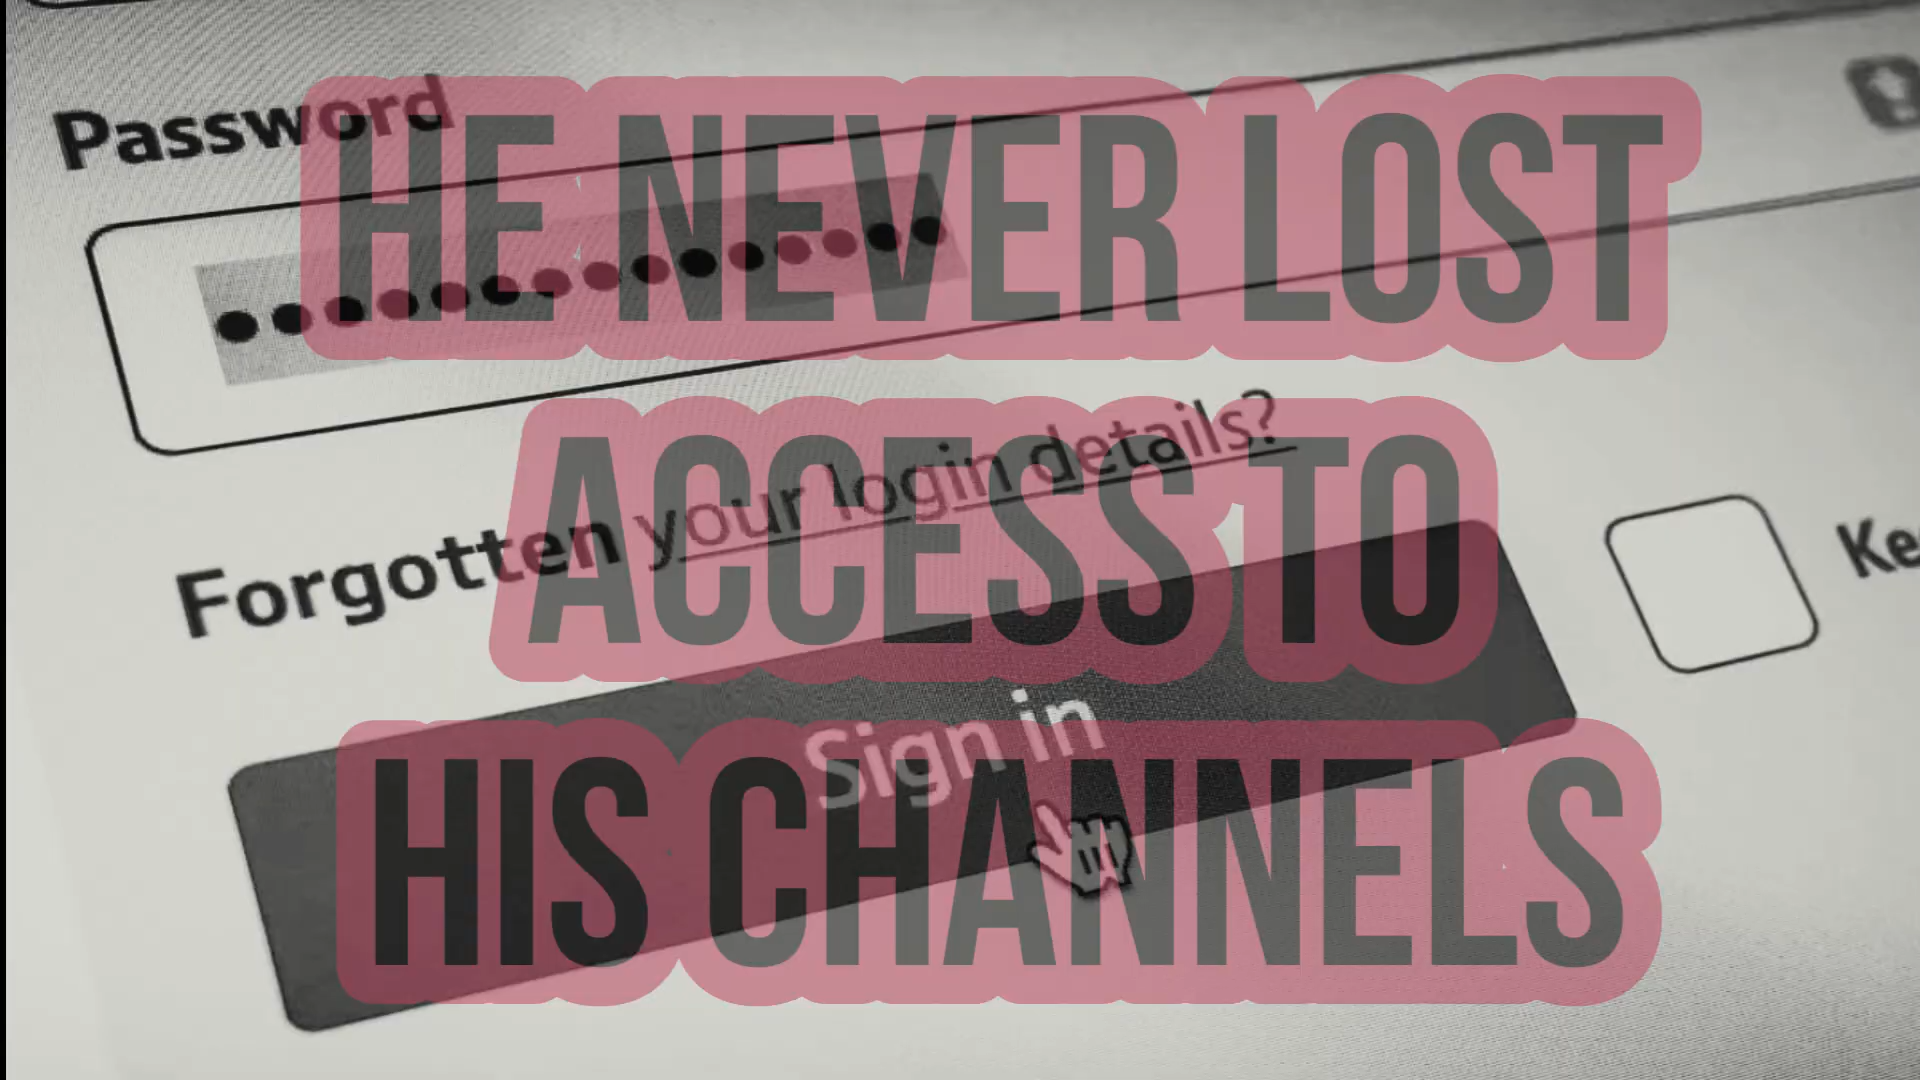 Password
HE NEVER LOST
Forgotten your login details?
ACCESS TO
Sign in
HIS CHANNELS